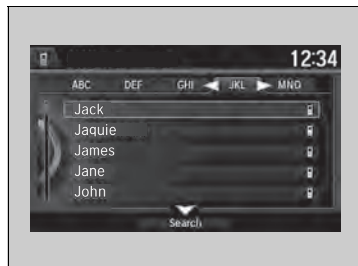 12:34
ABC DEF GHI JKL MNO
Jack
Jaquie
James
Jane
John
Search